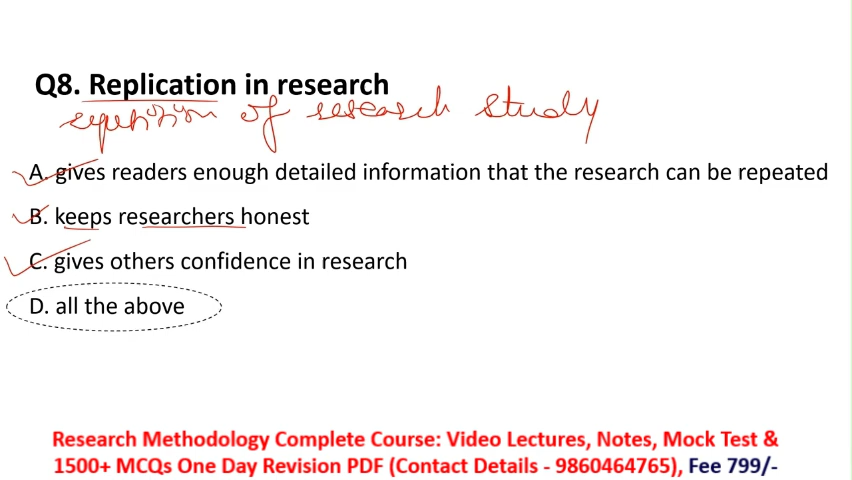 Q8. Replication in research
repetition of research study
A. gives readers enough detailed information that the research can be repeated
B. keeps researchers honest
C. gives others confidence in research
D. all the above
Research Methodology Complete Course: Video Lectures, Notes, Mock Test &
1500+ MCQs One Day Revision PDF (Contact Details - 9860464765), Fee 799/-